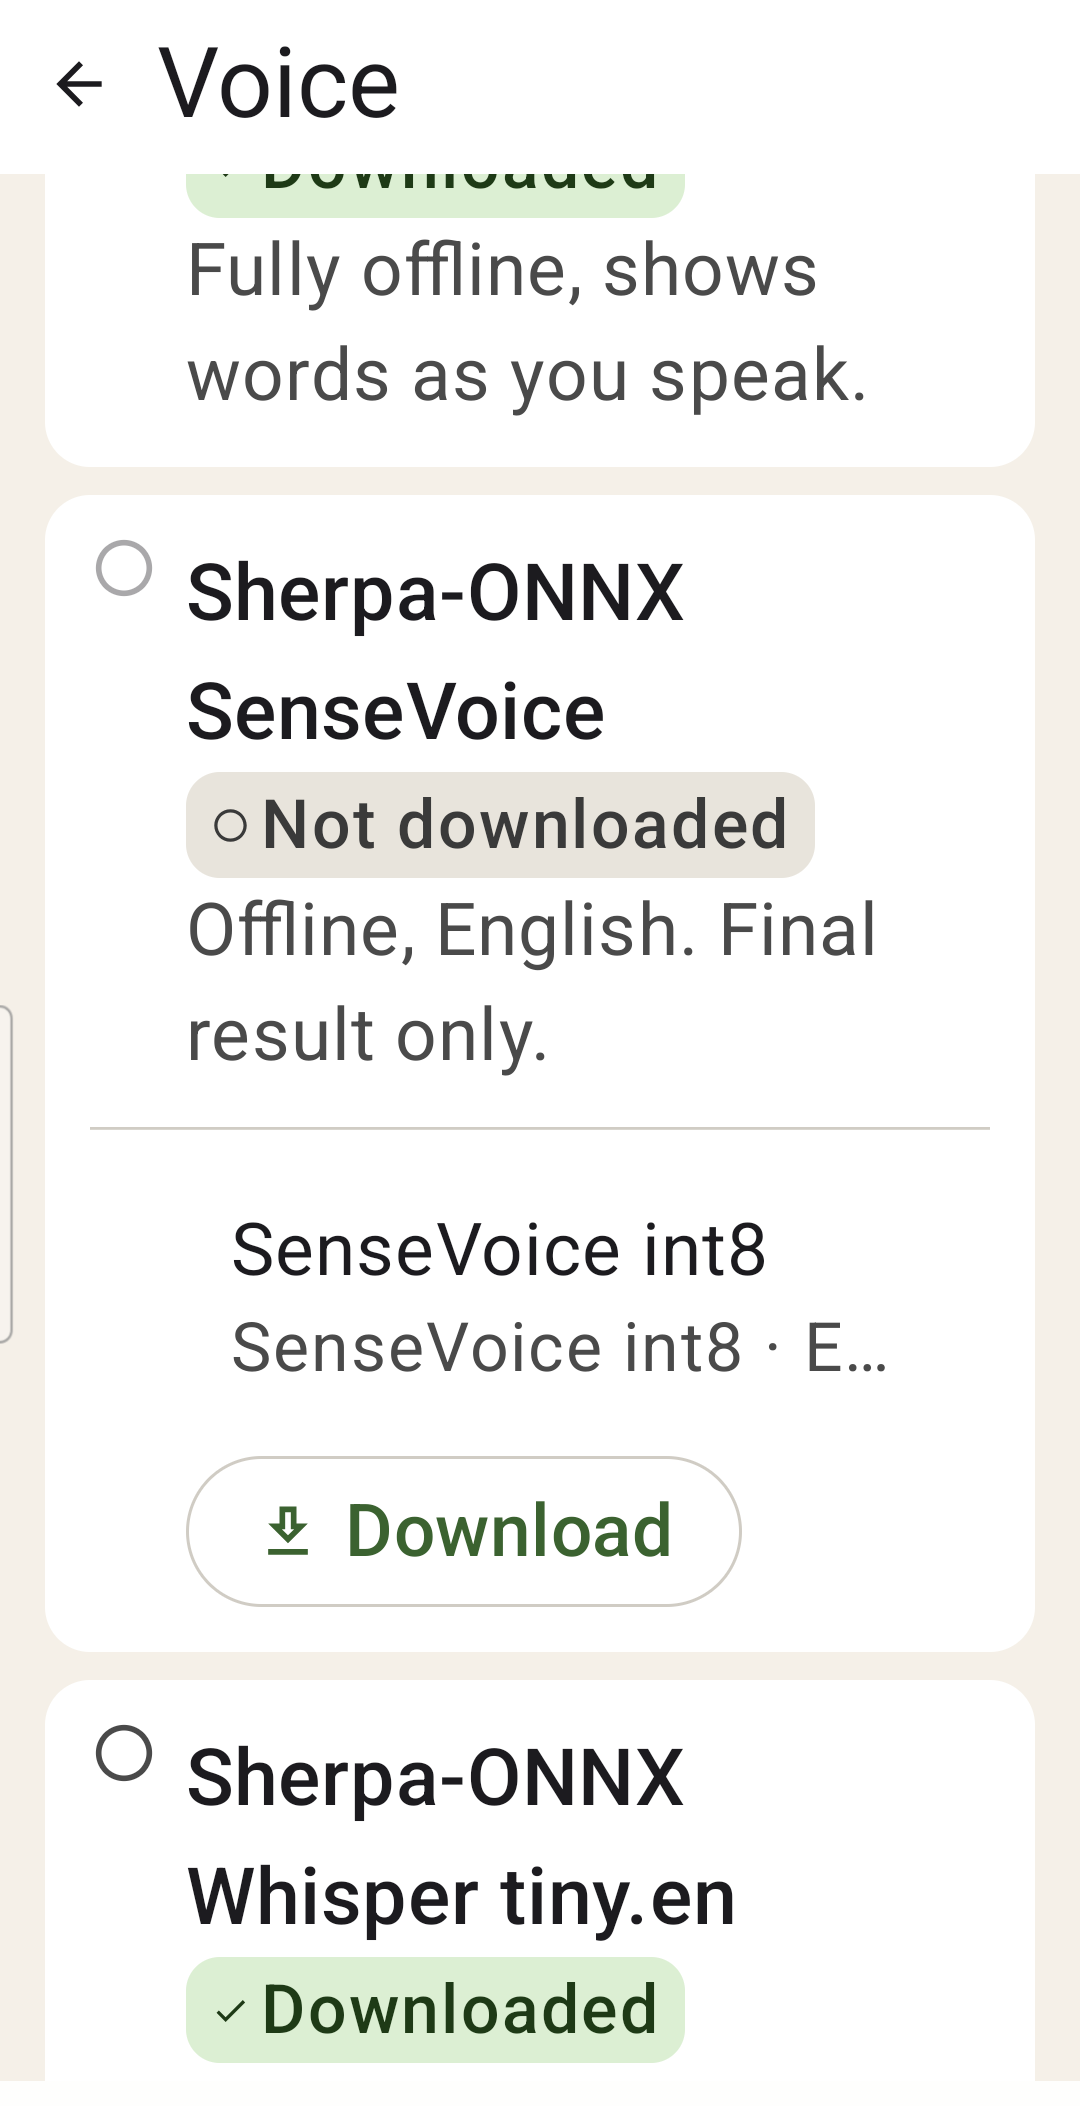 Voice
Downloaded
Fully offline, shows
words as you speak.
Sherpa-ONNX
SenseVoice
Not downloaded
Offline, English. Final
result only.
SenseVoice int8
SenseVoice int8 · E…
Download
Sherpa-ONNX
Whisper tiny.en
Downloaded